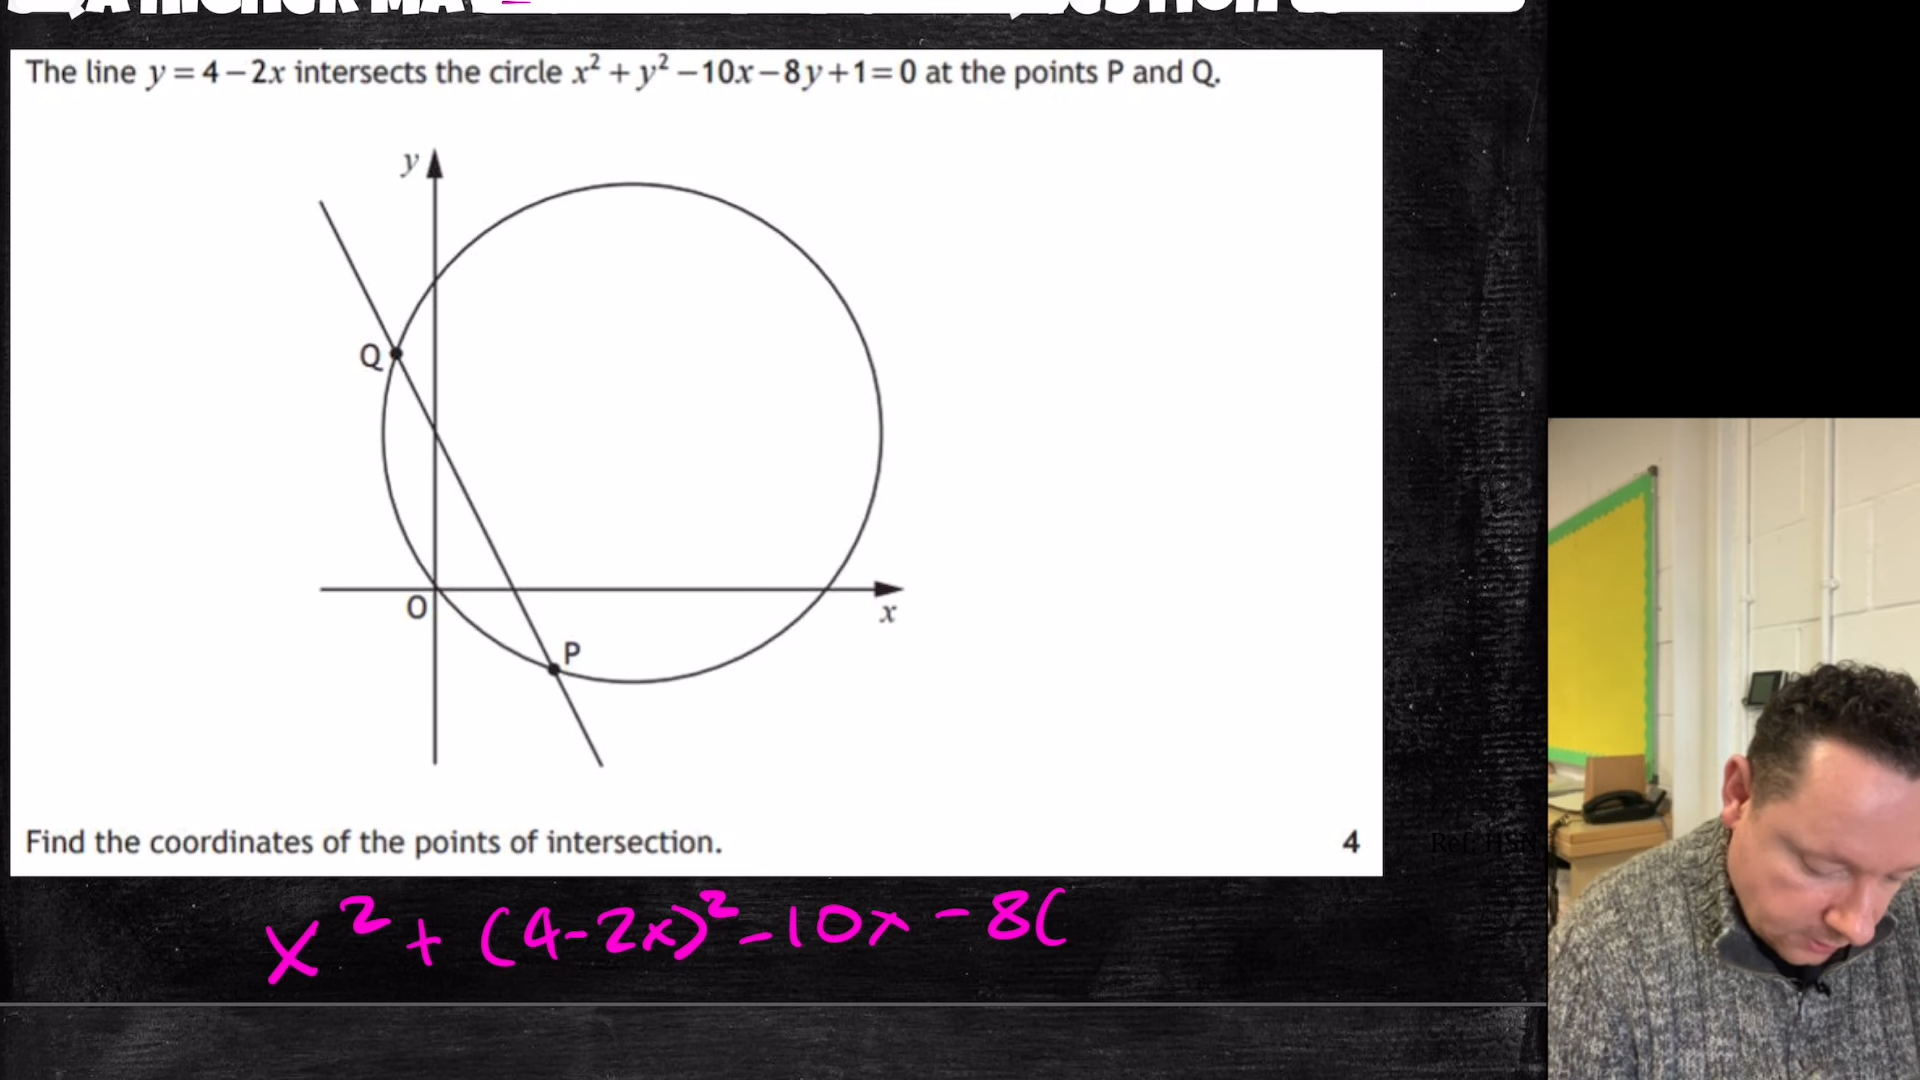 The line y = 4 – 2x intersects the circle x² + y² – 10x – 8y + 1 = 0 at the points P and Q.
y
Q
O
x
P
Find the coordinates of the points of intersection. 4
x² + (4-2x)² - 10x - 8(